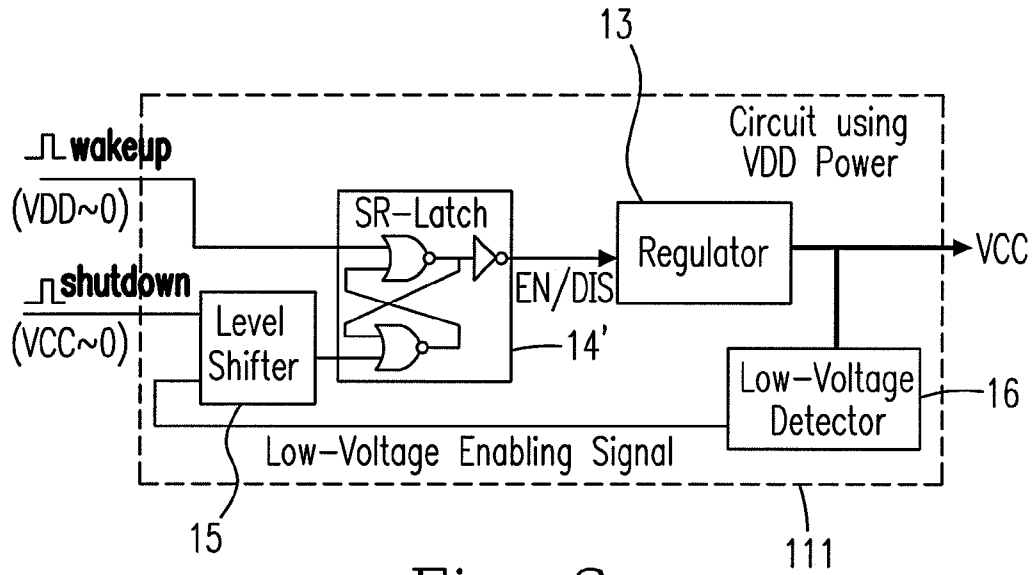 13
Circuit using
VDD Power
wakeup
(VDD~0)
SR-Latch
Regulator
VCC
EN/DIS
shutdown
(VCC~0)
Level
Shifter
14'
Low-Voltage
Detector
16
Low-Voltage Enabling Signal
15
111